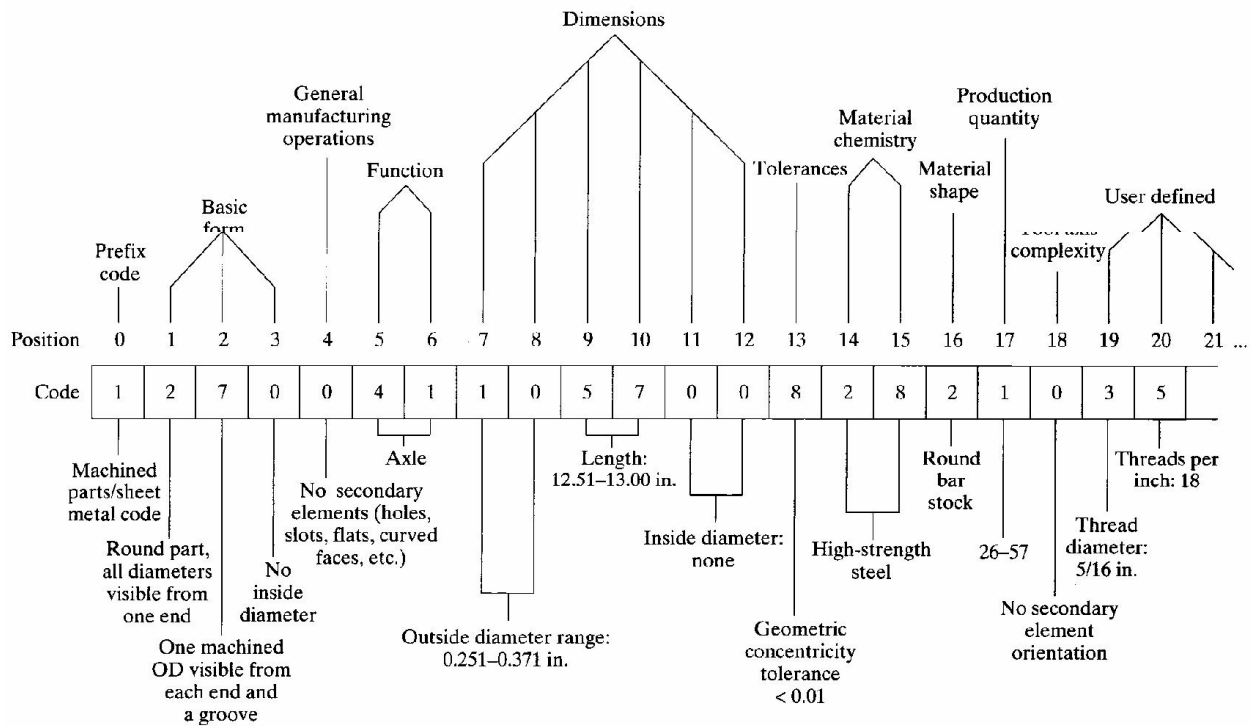 Dimensions
General
manufacturing
operations
Production
quantity
Material
chemistry
Function
Tolerances
Material
shape
Basic
form
User defined
Prefix
code
complexity
Position 0 1 2 3 4 5 6 7 8 9 10 11 12 13 14 15 16 17 18 19 20 21 ...
Code 1 2 7 0 0 4 1 1 0 5 7 0 0 8 2 8 2 1 0 3 5
Machined
parts/sheet
metal code
Round part,
all diameters
visible from
one end
One machined
OD visible from
each end and
a groove
No
inside
diameter
No secondary
elements (holes,
slots, flats, curved
faces, etc.)
Axle
Outside diameter range:
0.251–0.371 in.
Length:
12.51–13.00 in.
Inside diameter:
none
Geometric
concentricity
tolerance
< 0.01
High-strength
steel
Round
bar
stock
26–57
No secondary
element
orientation
Thread
diameter:
5/16 in.
Threads per
inch: 18